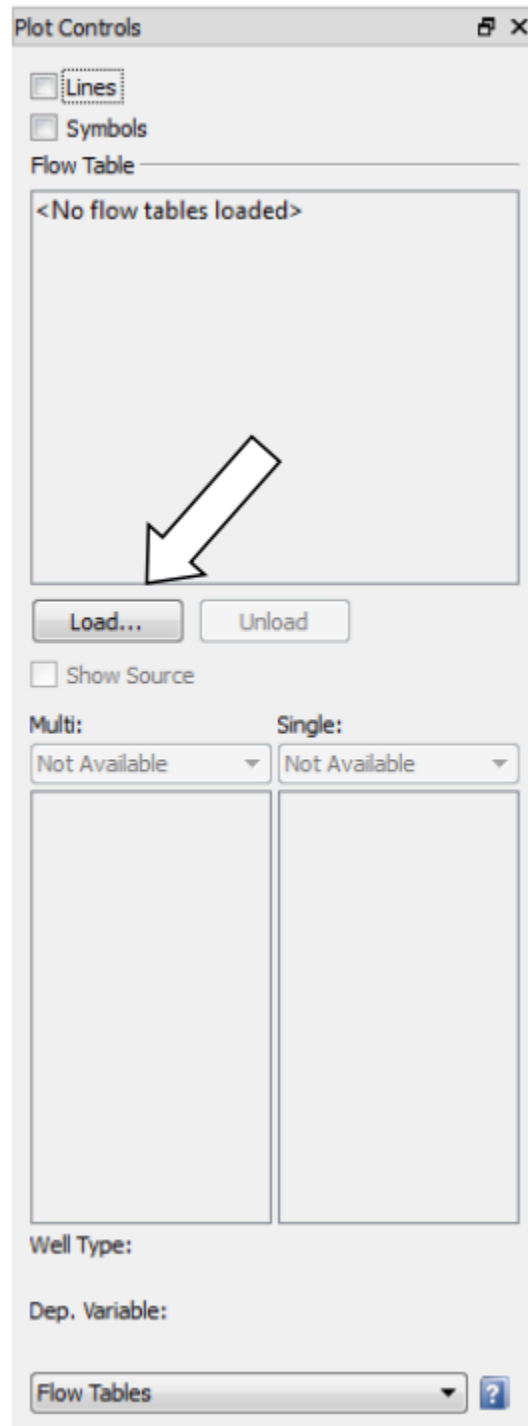 Plot Controls
Lines
Symbols
Flow Table
<No flow tables loaded>
Load... Unload
Show Source
Multi: Single:
Not Available Not Available
Well Type:
Dep. Variable:
Flow Tables ?